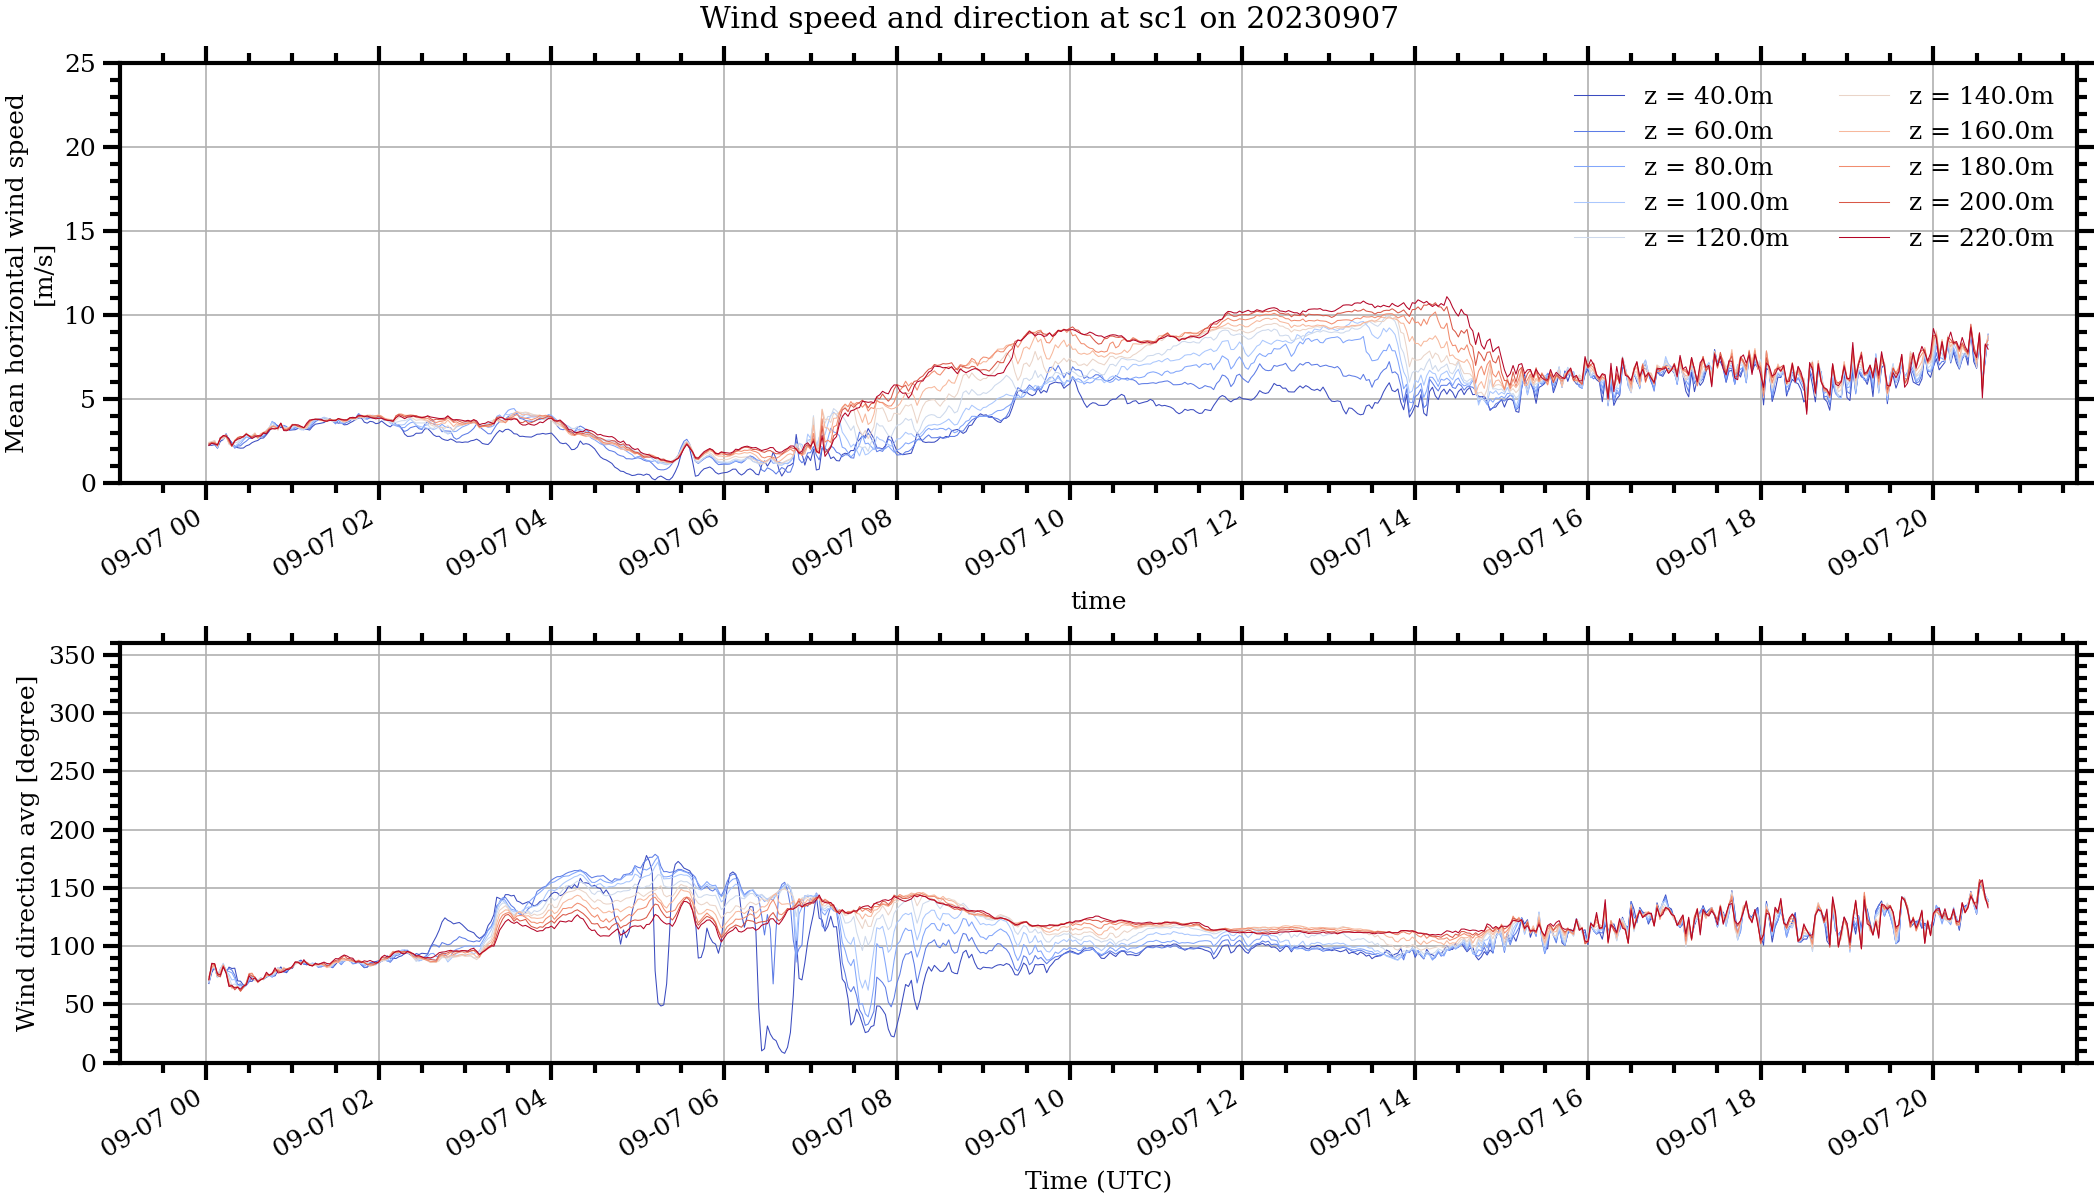 Wind speed and direction at sc1 on 20230907
Mean horizontal wind speed
[m/s]
25
20
15
10
5
0
z = 40.0m
z = 60.0m
z = 80.0m
z = 100.0m
z = 120.0m
z = 140.0m
z = 160.0m
z = 180.0m
z = 200.0m
z = 220.0m
09-07 00
09-07 02
09-07 04
09-07 06
09-07 08
09-07 10
09-07 12
09-07 14
09-07 16
09-07 18
09-07 20
time
Wind direction avg [degree]
350
300
250
200
150
100
50
0
09-07 00
09-07 02
09-07 04
09-07 06
09-07 08
09-07 10
09-07 12
09-07 14
09-07 16
09-07 18
09-07 20
Time (UTC)